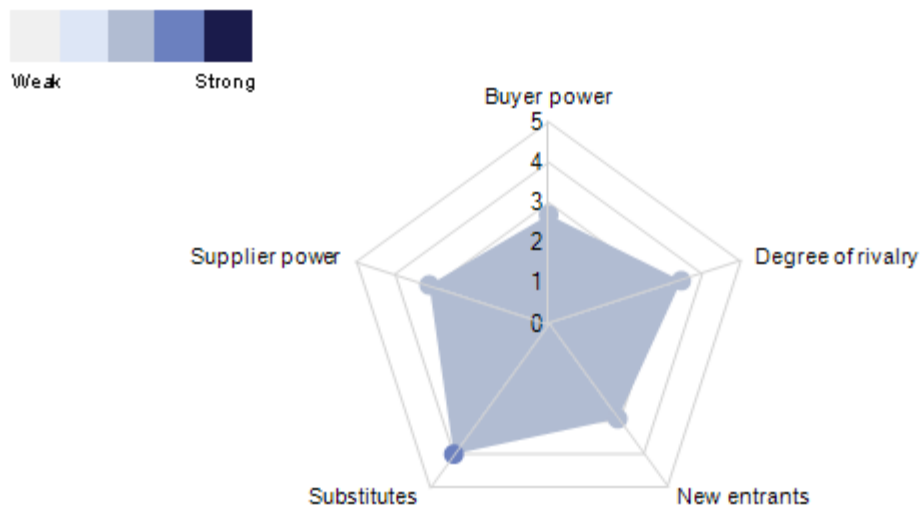 Weak Strong
Buyer power
5
4
3
2
1
0
Supplier power
Degree of rivalry
Substitutes
New entrants